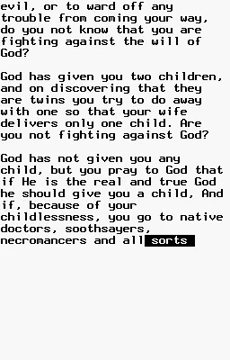 evil, or to ward off any
trouble from coming your way,
do you not know that you are
fighting against the will of
God?

God has given you two children,
and on discovering that they
are twins you try to do away
with one so that your wife
delivers only one child. Are
you not fighting against God?

God has not given you any
child, but you pray to God that
if He is the real and true God
he should give you a child, And
if, because of your
childlessness, you go to native
doctors, soothsayers,
necromancers and all sorts